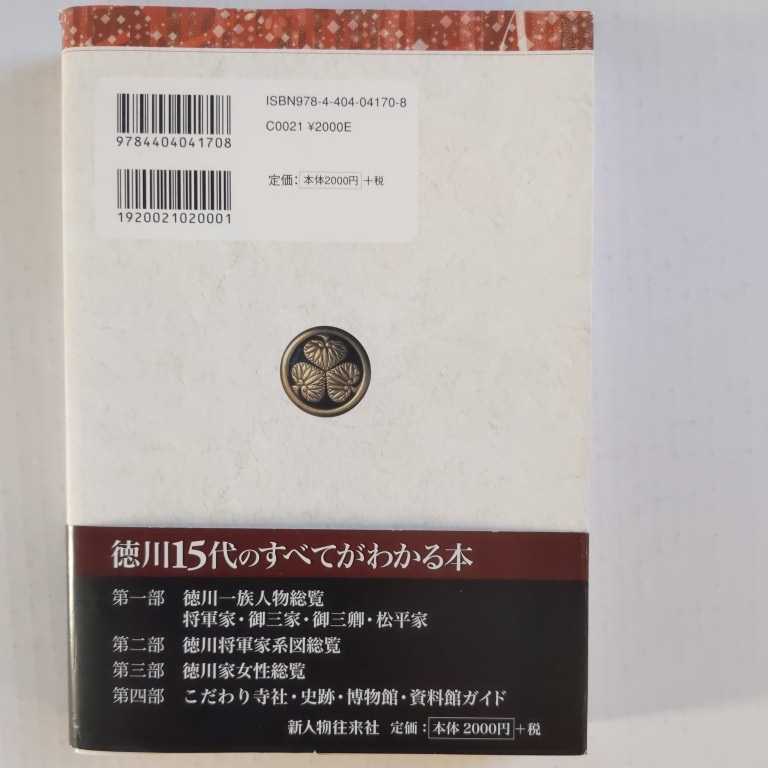 ISBN978-4-404-04170-8
C0021 ¥2000E
9784404041708
定価：本体2000円+税
1920021020001
徳川15代のすべてがわかる本
第一部 徳川一族人物総覧
将軍家・御三家・御三卿・松平家
第二部 徳川将軍家系図総覧
第三部 徳川家女性総覧
第四部 こだわり寺社・史跡・博物館・資料館ガイド
新人物往来社 定価：本体 2000円+税